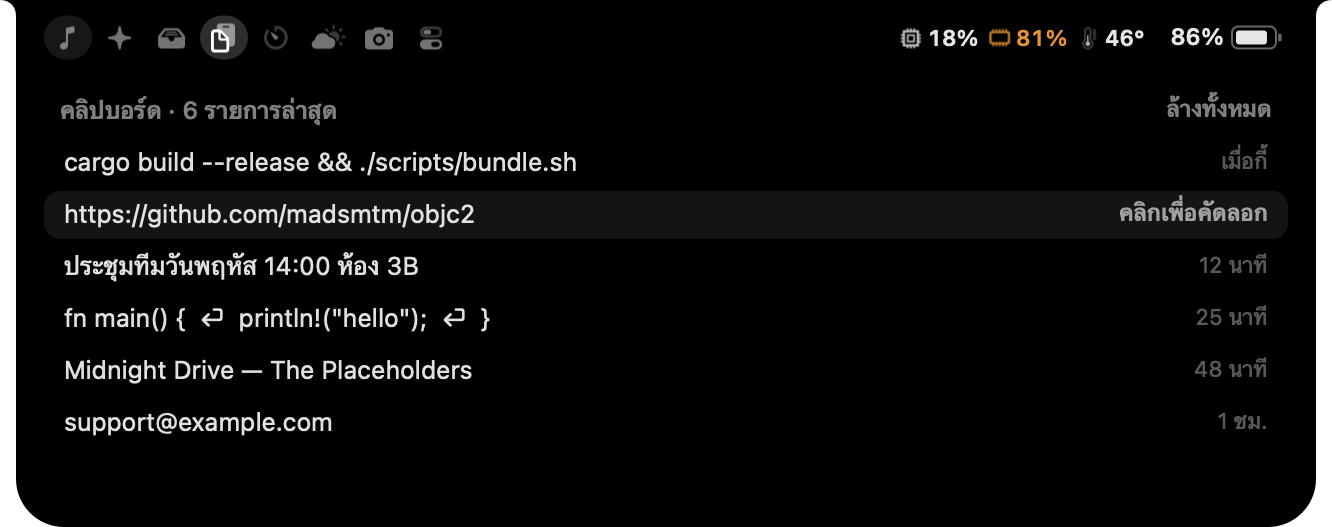 18% 81% 46° 86%
คลิปบอร์ด · 6 รายการล่าสุด ล้างทั้งหมด
cargo build --release && ./scripts/bundle.sh เมื่อกี้
https://github.com/madsmtm/objc2 คลิกเพื่อคัดลอก
ประชุมทีมวันพฤหัส 14:00 ห้อง 3B 12 นาที
fn main() { ⏎ println!("hello"); ⏎ } 25 นาที
Midnight Drive — The Placeholders 48 นาที
support@example.com 1 ชม.